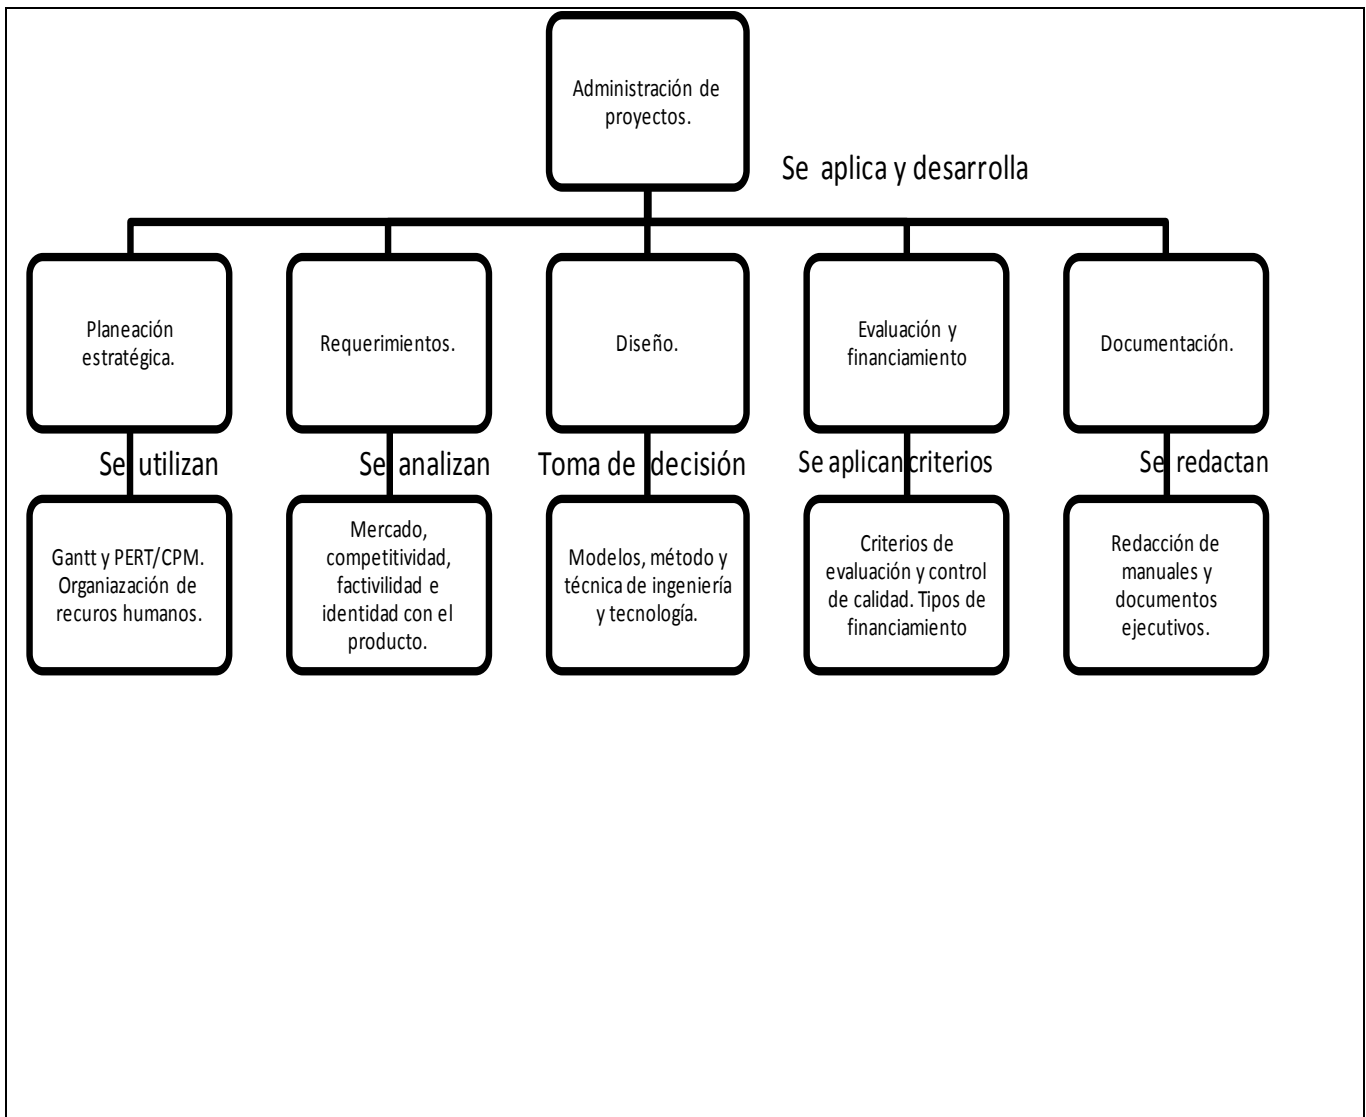 Administración de
proyectos.
Se aplica y desarrolla
Planeación
estratégica.
Requerimientos.
Diseño.
Evaluación y
financiamiento
Documentación.
Se utilizan
Se analizan
Toma de decisión
Se aplican criterios
Se redactan
Gantt y PERT/CPM.
Organiazación de
recuros humanos.
Mercado,
competitividad,
factivilidad e
identidad con el
producto.
Modelos, método y
técnica de ingeniería
y tecnología.
Criterios de
evaluación y control
de calidad. Tipos de
financiamiento
Redacción de
manuales y
documentos
ejecutivos.